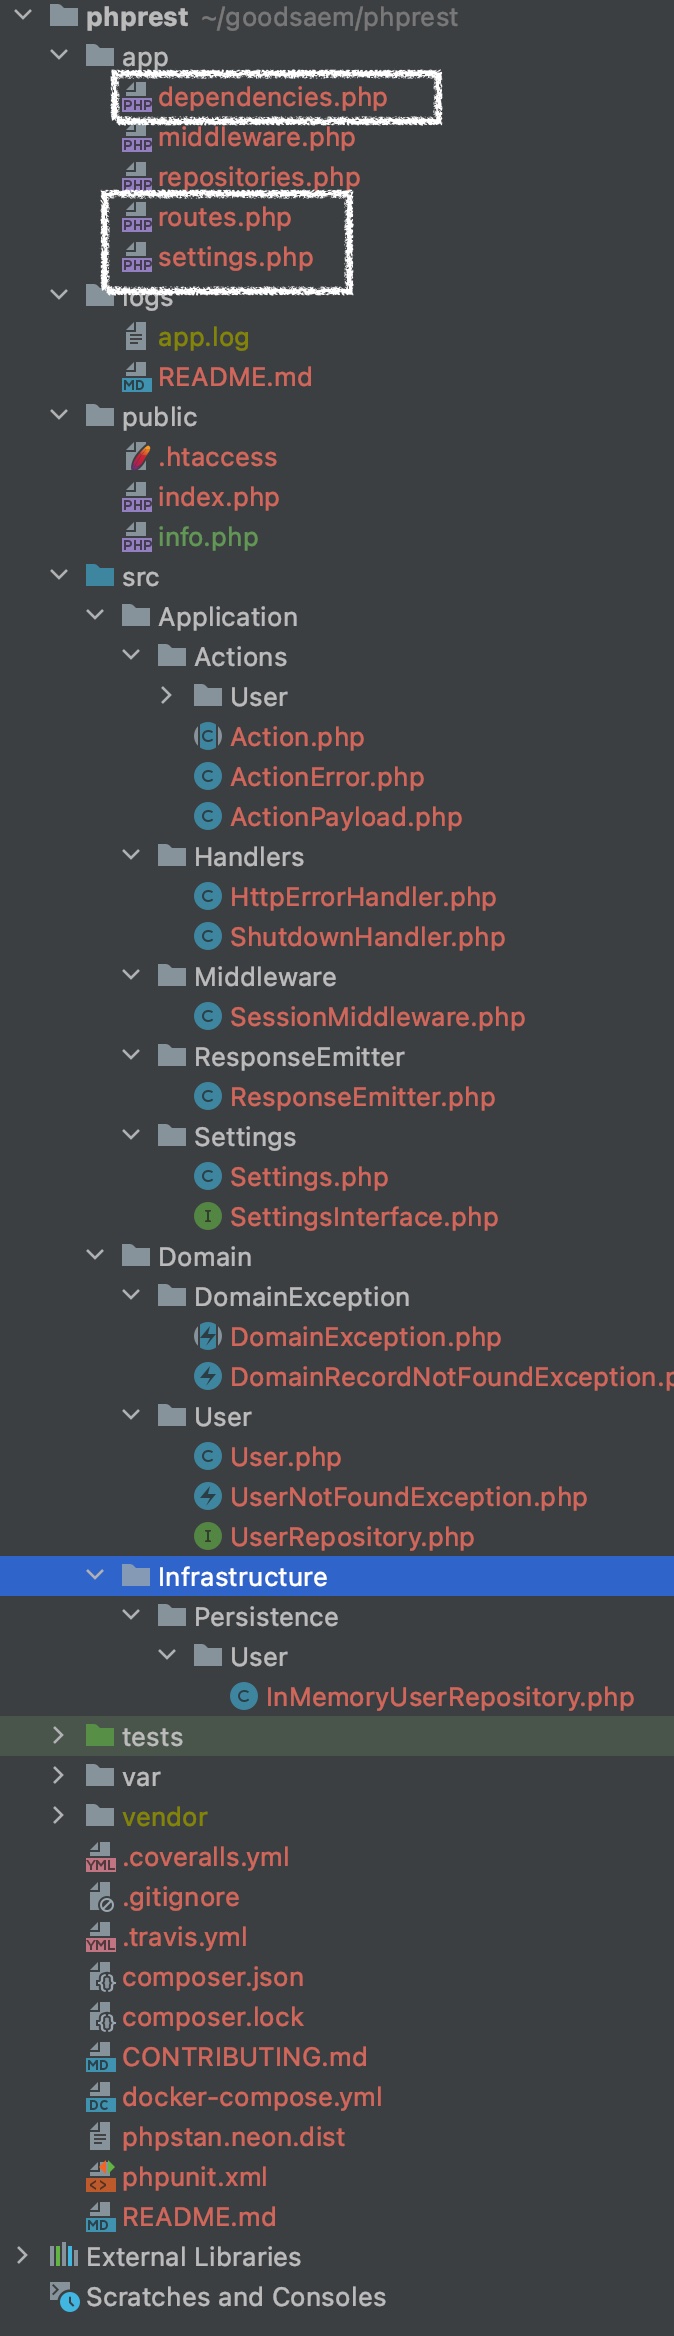 phprest ~/goodsaem/phprest
app
dependencies.php
middleware.php
repositories.php
routes.php
settings.php
logs
app.log
README.md
public
.htaccess
index.php
info.php
src
Application
Actions
User
Action.php
ActionError.php
ActionPayload.php
Handlers
HttpErrorHandler.php
ShutdownHandler.php
Middleware
SessionMiddleware.php
ResponseEmitter
ResponseEmitter.php
Settings
Settings.php
SettingsInterface.php
Domain
DomainException
DomainException.php
DomainRecordNotFoundException.p
User
User.php
UserNotFoundException.php
UserRepository.php
Infrastructure
Persistence
User
InMemoryUserRepository.php
tests
var
vendor
.coveralls.yml
.gitignore
.travis.yml
composer.json
composer.lock
CONTRIBUTING.md
docker-compose.yml
phpstan.neon.dist
phpunit.xml
README.md
External Libraries
Scratches and Consoles